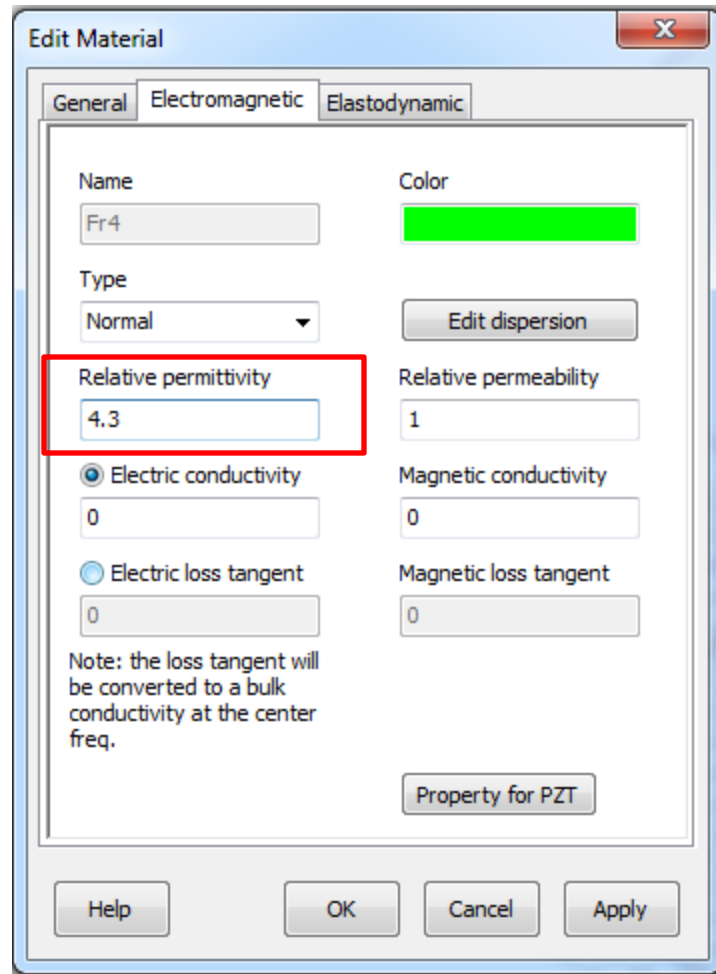 Edit Material
General Electromagnetic Elastodynamic
Name Color
Fr4
Type
Normal Edit dispersion
Relative permittivity Relative permeability
4.3 1
Electric conductivity Magnetic conductivity
0 0
Electric loss tangent Magnetic loss tangent
0 0
Note: the loss tangent will
be converted to a bulk
conductivity at the center
freq.
Property for PZT
Help OK Cancel Apply